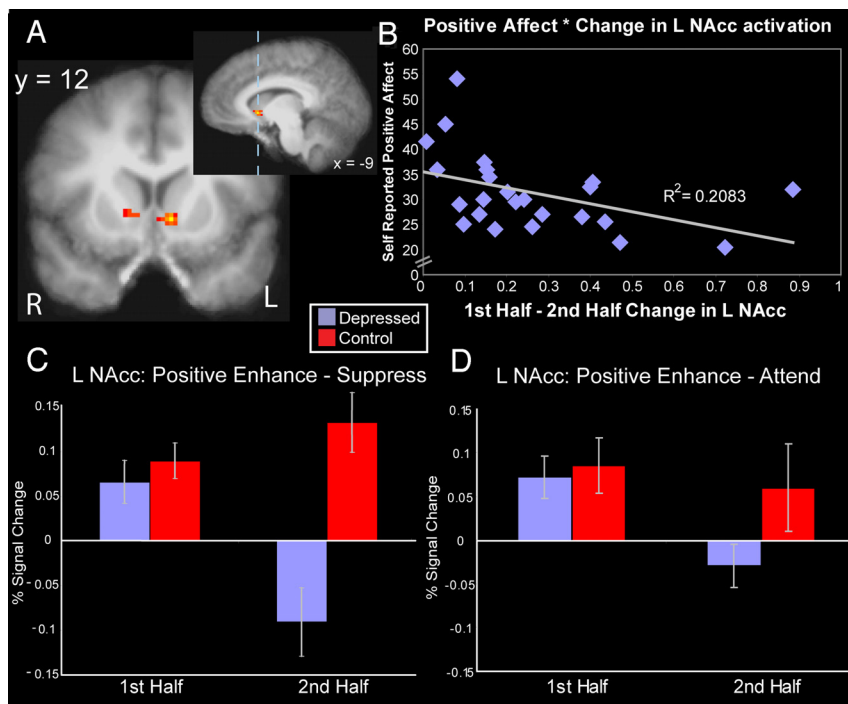 A
y = 12
x = -9
R
L
B
Positive Affect * Change in L NAcc activation
Self Reported Positive Affect
60
55
50
45
40
35
30
25
20
0
R2= 0.2083
0 0.1 0.2 0.3 0.4 0.5 0.6 0.7 0.8 0.9 1
1st Half - 2nd Half Change in L NAcc
Depressed
Control
C
L NAcc: Positive Enhance - Suppress
% Signal Change
0.15
0.1
0.05
0
-0.05
-0.1
-0.15
1st Half 2nd Half
D
L NAcc: Positive Enhance - Attend
% Signal Change
0.15
0.1
0.05
0
-0.05
-0.1
-0.15
1st Half 2nd Half